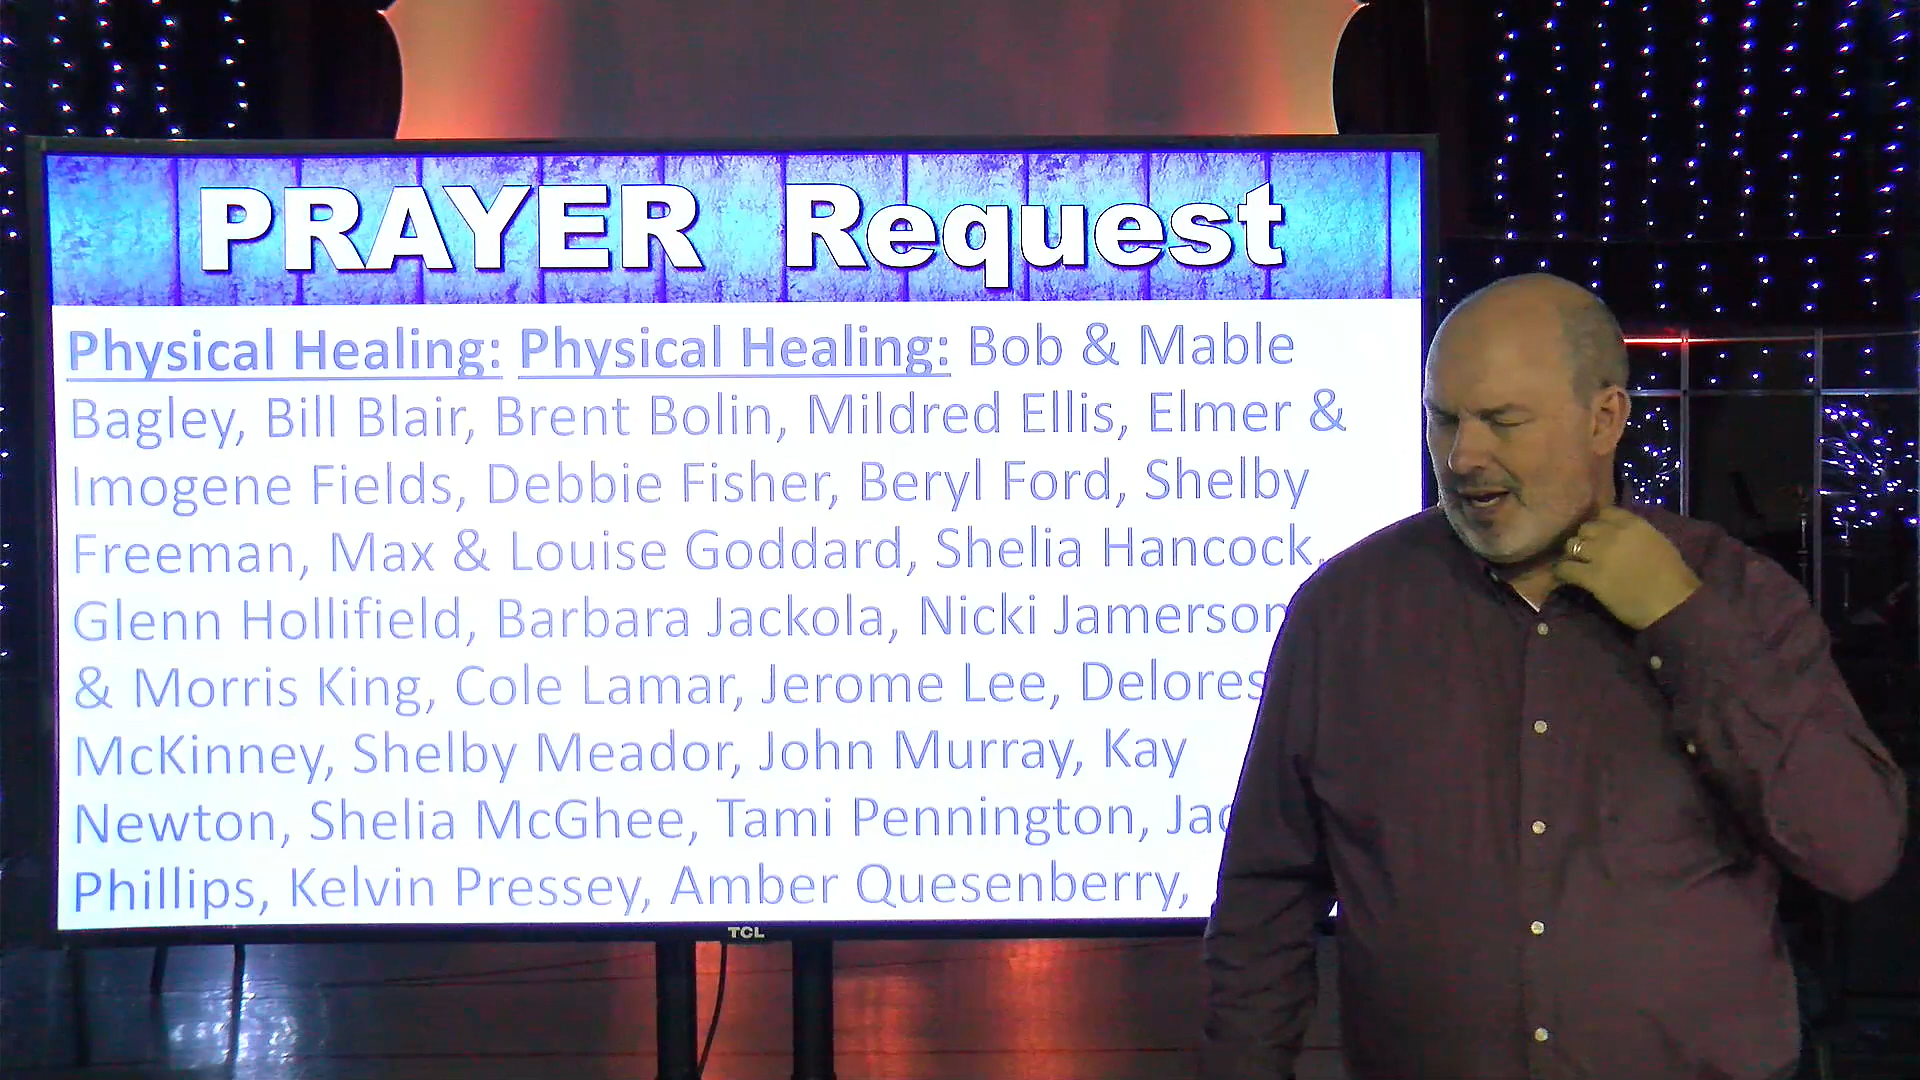 PRAYER Request
Physical Healing: Physical Healing: Bob & Mable
Bagley, Bill Blair, Brent Bolin, Mildred Ellis, Elmer &
Imogene Fields, Debbie Fisher, Beryl Ford, Shelby
Freeman, Max & Louise Goddard, Shelia Hancock,
Glenn Hollifield, Barbara Jackola, Nicki Jamerson
& Morris King, Cole Lamar, Jerome Lee, Delores
McKinney, Shelby Meador, John Murray, Kay
Newton, Shelia McGhee, Tami Pennington,
Phillips, Kelvin Pressey, Amber Quesenberry,
TCL